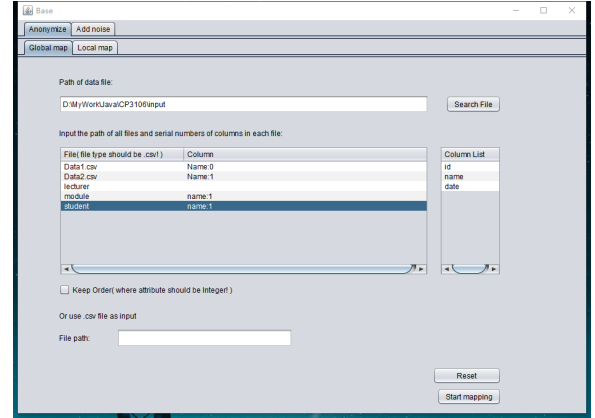 Base
Anonymize Add noise
Global map Local map
Path of data file:
D:\MyWork\Java\CP3106\input Search File
Input the path of all files and serial numbers of columns in each file:
File( file type should be .csv! ) Column Column List
Data1.csv Name:0 id
Data2.csv Name:1 name
lecturer date
module name:1
student name:1
Keep Order( where attribute should be Integer! )
Or use .csv file as input
File path:
Reset
Start mapping